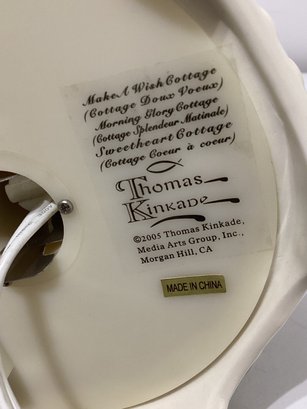 Make A Wish Cottage
(Cottage Doux Voeux)
Morning Glory Cottage
(Cottage Splendeur Matinale)
Sweetheart Cottage
(Cottage Coeur à coeur)
Thomas
Kinkade
©2005 Thomas Kinkade,
Media Arts Group, Inc.,
Morgan Hill, CA
MADE IN CHINA